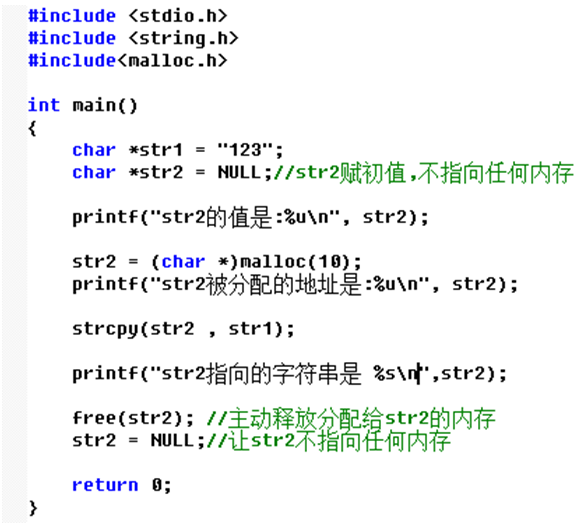 #include <stdio.h>
#include <string.h>
#include<malloc.h>
int main()
{
char *str1 = "123";
char *str2 = NULL;//str2赋初值,不指向任何内存
printf("str2的值是:%u\n", str2);
str2 = (char *)malloc(10);
printf("str2被分配的地址是:%u\n", str2);
strcpy(str2 , str1);
printf("str2指向的字符串是 %s\n",str2);
free(str2); //主动释放分配给str2的内存
str2 = NULL;//让str2不指向任何内存
return 0;
}